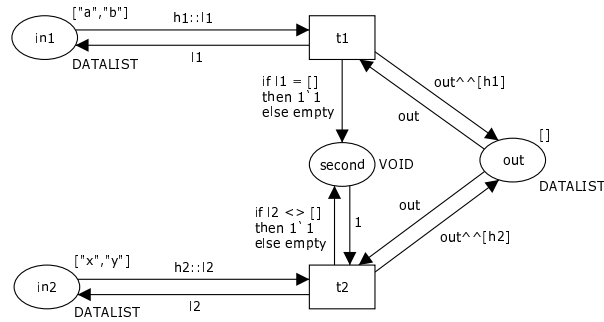 ["a","b"]
h1::l1
in1
t1
l1
DATALIST
if l1 = []
then 1`1
else empty
out^^[h1]
out
[]
second
VOID
out
DATALIST
if l2 <> []
then 1`1
else empty
1
out
out^^[h2]
["x","y"]
h2::l2
in2
t2
l2
DATALIST